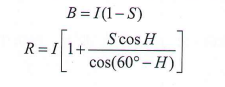 B = I(1 − S)
R = I[1 + S cos H / cos(60° − H)]